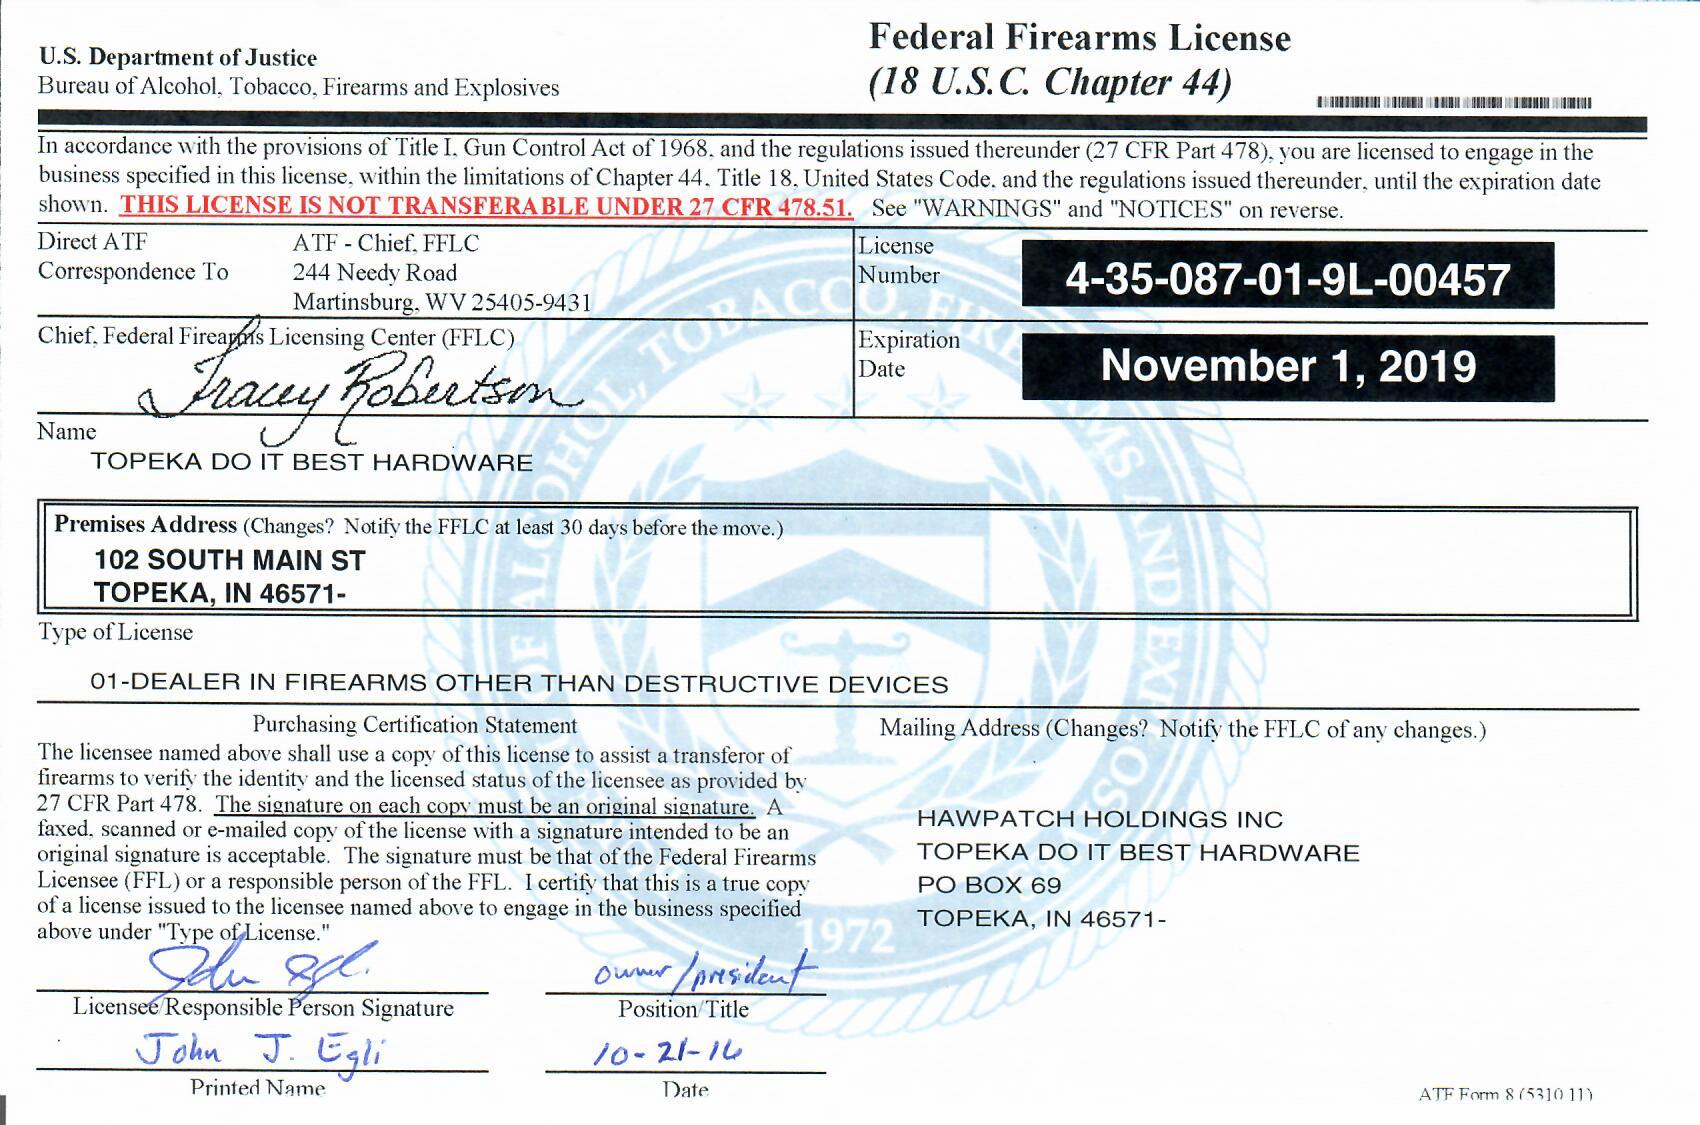 U.S. Department of Justice
Bureau of Alcohol, Tobacco, Firearms and Explosives
Federal Firearms License
(18 U.S.C. Chapter 44)
In accordance with the provisions of Title I, Gun Control Act of 1968, and the regulations issued thereunder (27 CFR Part 478), you are licensed to engage in the
business specified in this license, within the limitations of Chapter 44, Title 18, United States Code, and the regulations issued thereunder, until the expiration date
shown. THIS LICENSE IS NOT TRANSFERABLE UNDER 27 CFR 478.51. See "WARNINGS" and "NOTICES" on reverse.
Direct ATF
Correspondence To
ATF - Chief, FFLC
244 Needy Road
Martinsburg, WV 25405-9431
License
Number
4-35-087-01-9L-00457
Chief, Federal Firearms Licensing Center (FFLC)
Tracey Robertson
Expiration
Date
November 1, 2019
Name
TOPEKA DO IT BEST HARDWARE
Premises Address (Changes? Notify the FFLC at least 30 days before the move.)
102 SOUTH MAIN ST
TOPEKA, IN 46571-
Type of License
01-DEALER IN FIREARMS OTHER THAN DESTRUCTIVE DEVICES
Purchasing Certification Statement
The licensee named above shall use a copy of this license to assist a transferor of
firearms to verify the identity and the licensed status of the licensee as provided by
27 CFR Part 478. The signature on each copy must be an original signature. A
faxed, scanned or e-mailed copy of the license with a signature intended to be an
original signature is acceptable. The signature must be that of the Federal Firearms
Licensee (FFL) or a responsible person of the FFL. I certify that this is a true copy
of a license issued to the licensee named above to engage in the business specified
above under "Type of License."
Mailing Address (Changes? Notify the FFLC of any changes.)
HAWPATCH HOLDINGS INC
TOPEKA DO IT BEST HARDWARE
PO BOX 69
TOPEKA, IN 46571-
1972
John Egli
owner/president
Licensee/Responsible Person Signature
Position/Title
John J. Egli
10-21-16
Printed Name
Date
ATF Form 8 (5310.11)